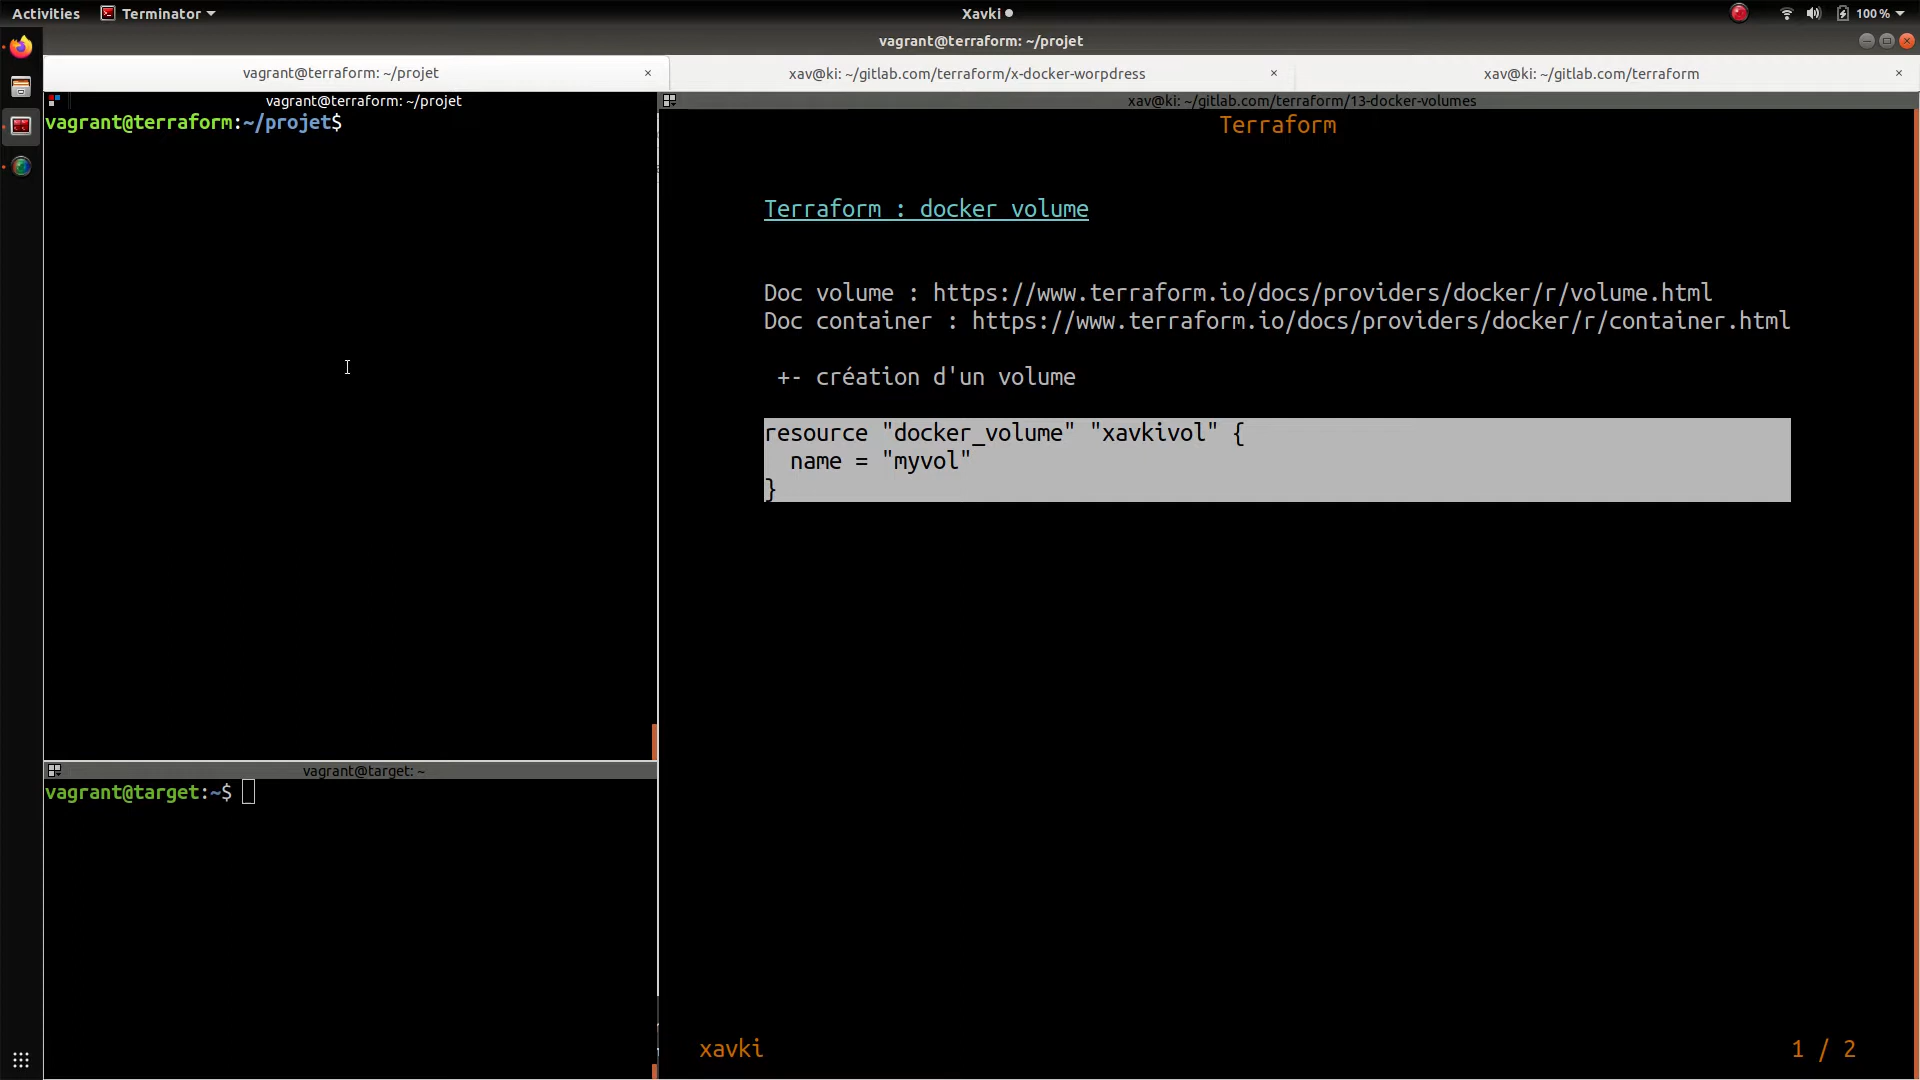 Activities
Terminator
Xavki
100 %
vagrant@terraform: ~/projet
vagrant@terraform: ~/projet ×
xav@ki: ~/gitlab.com/terraform/x-docker-worpdress ×
xav@ki: ~/gitlab.com/terraform ×
vagrant@terraform: ~/projet
vagrant@terraform:~/projet$
xav@ki: ~/gitlab.com/terraform/13-docker-volumes
Terraform
Terraform : docker volume
Doc volume : https://www.terraform.io/docs/providers/docker/r/volume.html
Doc container : https://www.terraform.io/docs/providers/docker/r/container.html
+- création d'un volume
resource "docker_volume" "xavkivol" {
name = "myvol"
}
vagrant@target: ~
vagrant@target:~$
xavki
1 / 2